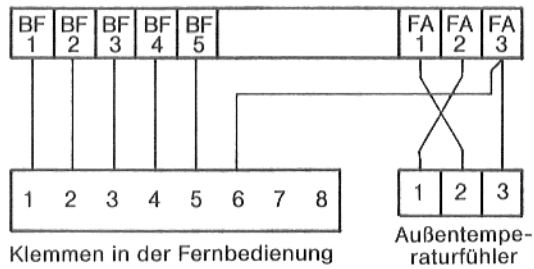 BF BF BF BF BF FA FA FA
1 2 3 4 5 1 2 3
1 2 3 4 5 6 7 8
1 2 3
Klemmen in der Fernbedienung
Außentempe-
raturfühler